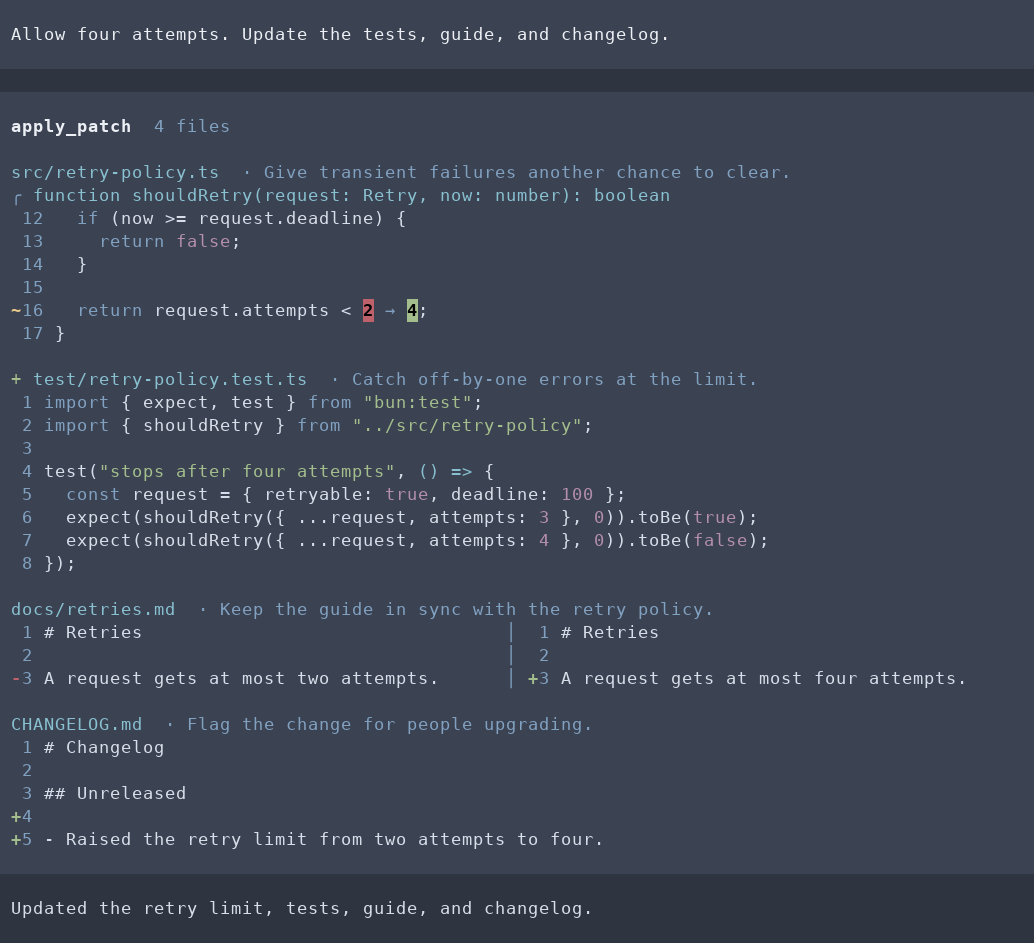 Allow four attempts. Update the tests, guide, and changelog.
apply_patch  4 files
src/retry-policy.ts  · Give transient failures another chance to clear.
╭ function shouldRetry(request: Retry, now: number): boolean
 12   if (now >= request.deadline) {
 13     return false;
 14   }
 15
~16   return request.attempts < 2 → 4;
 17 }
+ test/retry-policy.test.ts  · Catch off-by-one errors at the limit.
 1 import { expect, test } from "bun:test";
 2 import { shouldRetry } from "../src/retry-policy";
 3
 4 test("stops after four attempts", () => {
 5   const request = { retryable: true, deadline: 100 };
 6   expect(shouldRetry({ ...request, attempts: 3 }, 0)).toBe(true);
 7   expect(shouldRetry({ ...request, attempts: 4 }, 0)).toBe(false);
 8 });
docs/retries.md  · Keep the guide in sync with the retry policy.
 1 # Retries                                 │  1 # Retries
 2                                           │  2
-3 A request gets at most two attempts.      │ +3 A request gets at most four attempts.
CHANGELOG.md  · Flag the change for people upgrading.
 1 # Changelog
 2
 3 ## Unreleased
+4
+5 - Raised the retry limit from two attempts to four.
Updated the retry limit, tests, guide, and changelog.